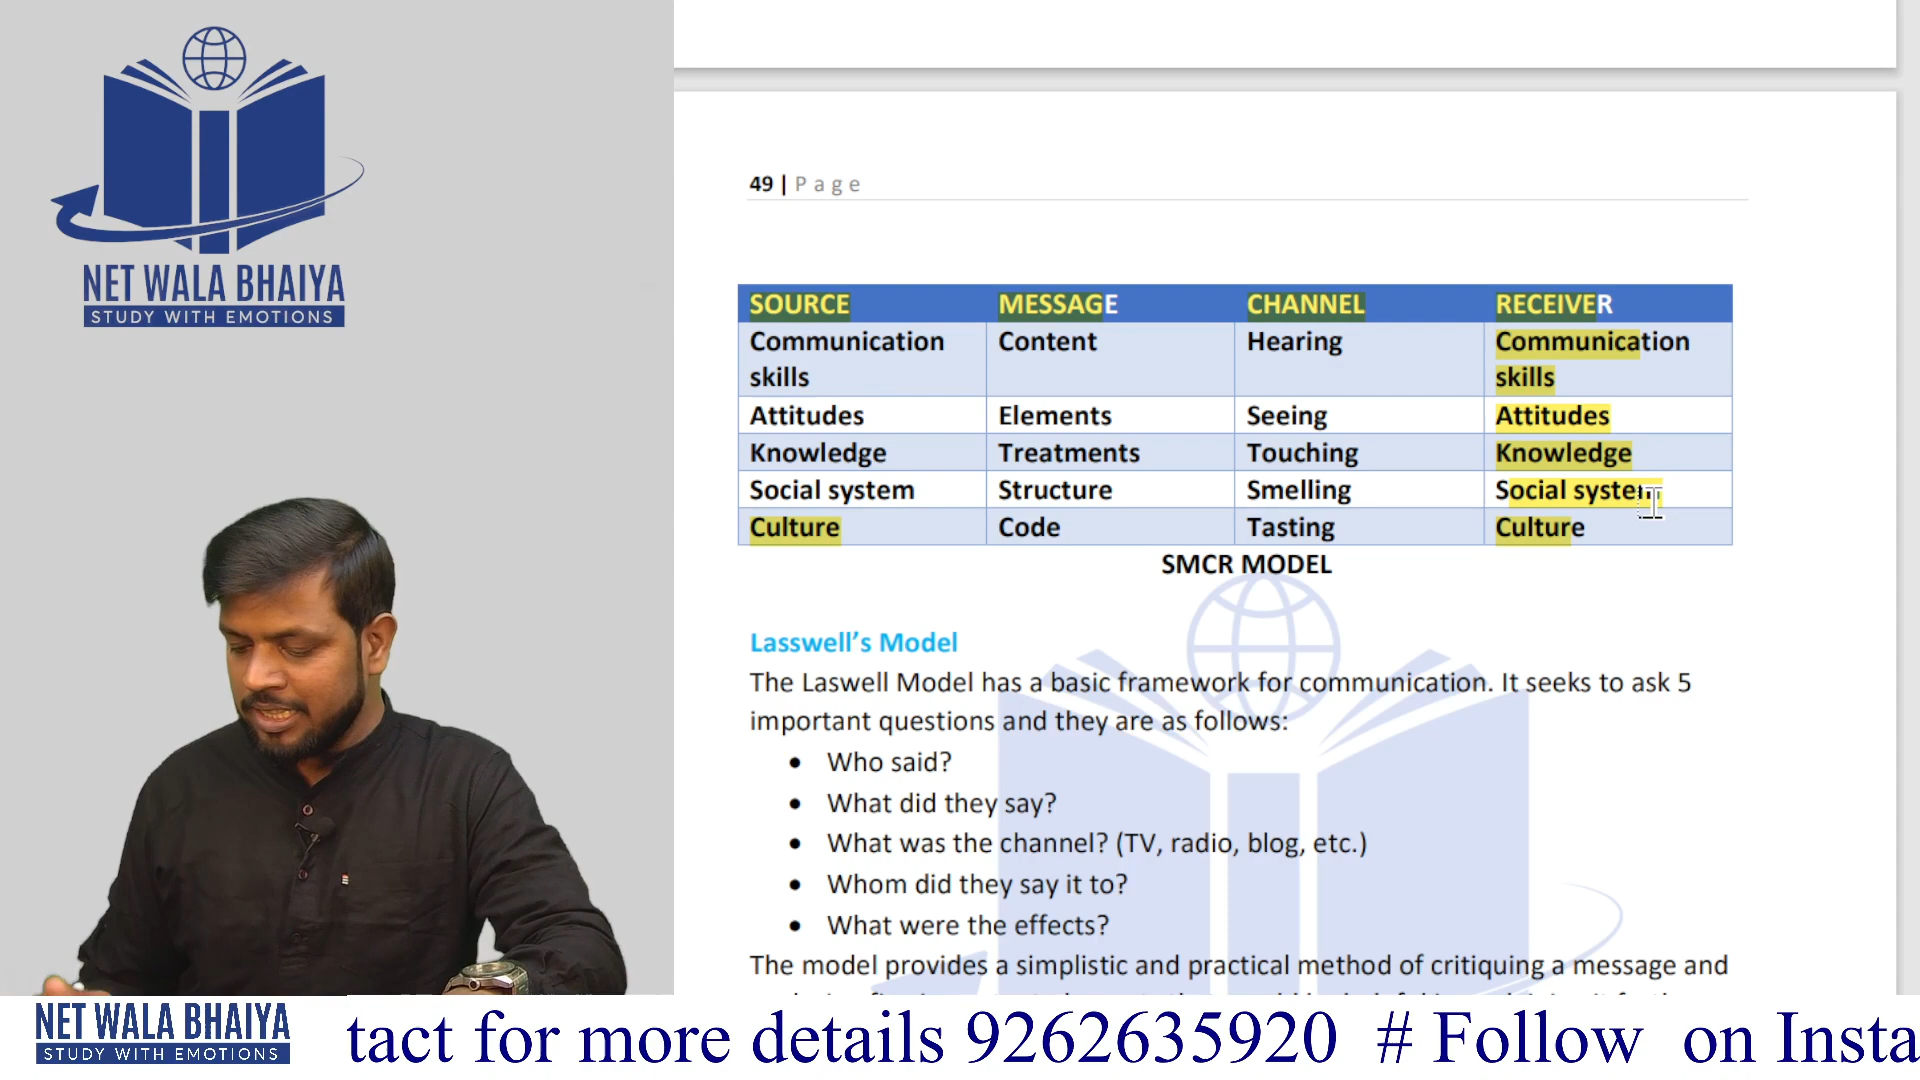 NET WALA BHAIYA
STUDY WITH EMOTIONS
49 | Page
SOURCE MESSAGE CHANNEL RECEIVER
Communication skills Content Hearing Communication skills
Attitudes Elements Seeing Attitudes
Knowledge Treatments Touching Knowledge
Social system Structure Smelling Social system
Culture Code Tasting Culture
SMCR MODEL
Lasswell’s Model
The Laswell Model has a basic framework for communication. It seeks to ask 5
important questions and they are as follows:
• Who said?
• What did they say?
• What was the channel? (TV, radio, blog, etc.)
• Whom did they say it to?
• What were the effects?
The model provides a simplistic and practical method of critiquing a message and
NET WALA BHAIYA
STUDY WITH EMOTIONS
tact for more details 9262635920 # Follow on Insta